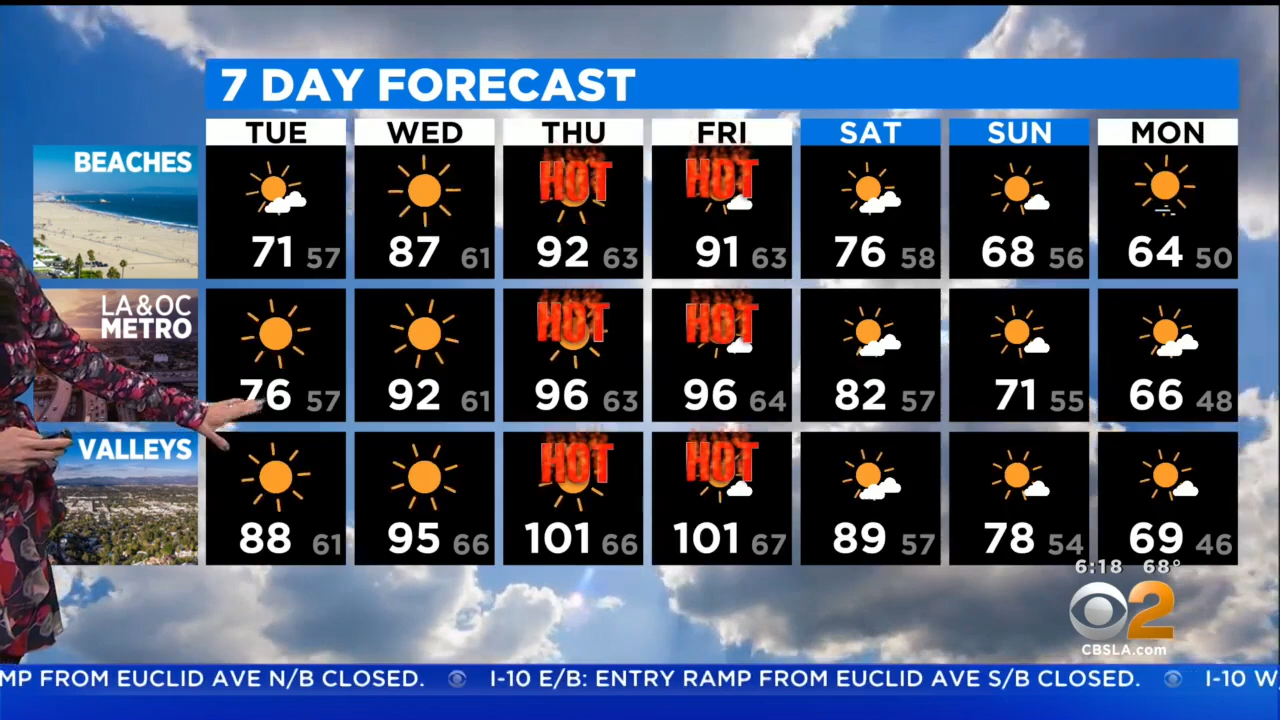 7 DAY FORECAST
TUE WED THU FRI SAT SUN MON
BEACHES
HOT HOT
71 57 87 61 92 63 91 63 76 58 68 56 64 50
LA&OC
METRO
HOT HOT
76 57 92 61 96 63 96 64 82 57 71 55 66 48
VALLEYS
HOT HOT
88 61 95 66 101 66 101 67 89 57 78 54 69 46
6:18 68°
2
CBSLA.com
MP FROM EUCLID AVE N/B CLOSED. I-10 E/B: ENTRY RAMP FROM EUCLID AVE S/B CLOSED. I-10 W